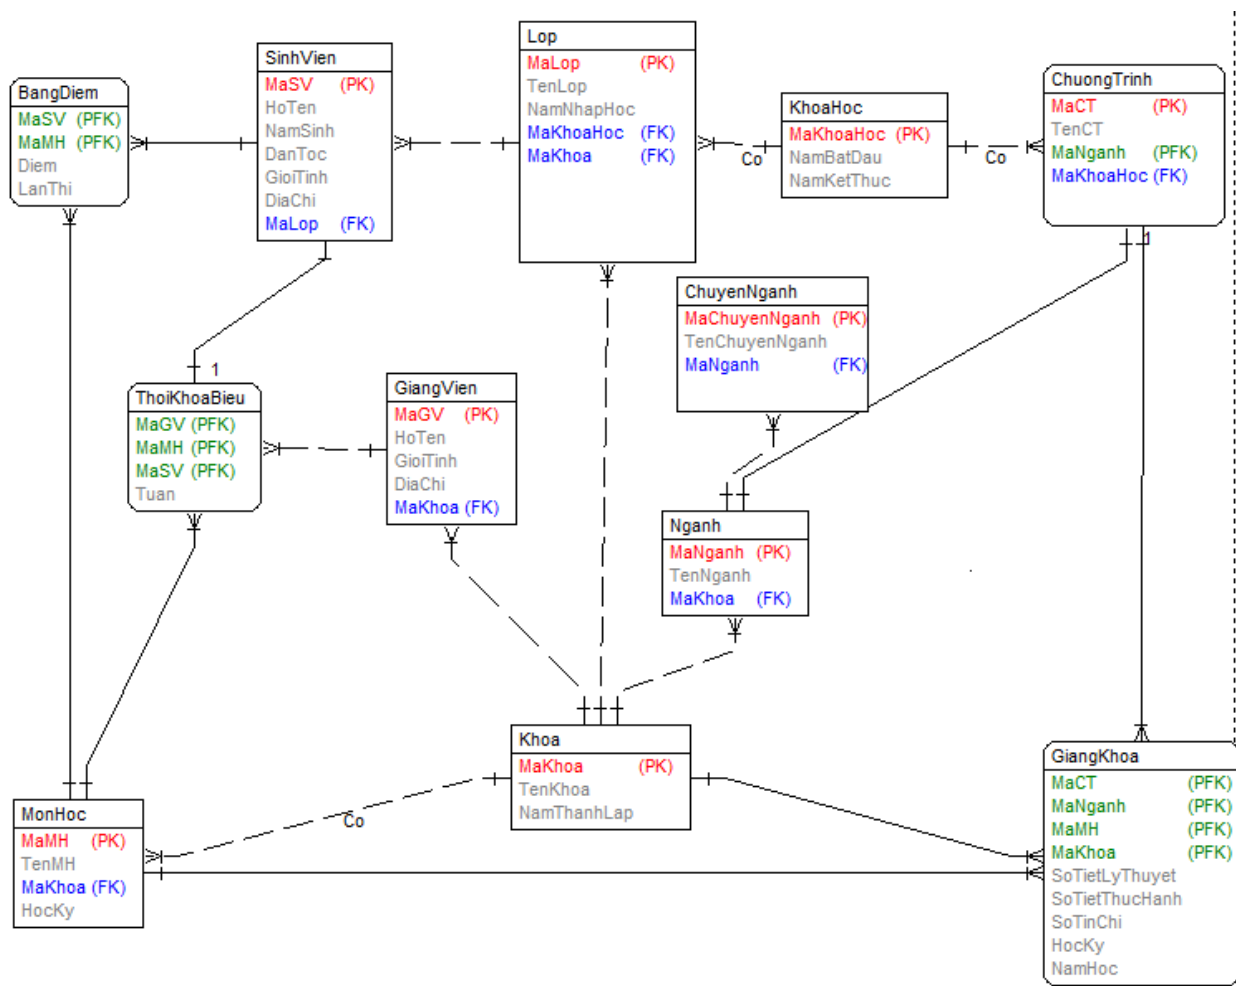 BangDiem
MaSV (PFK)
MaMH (PFK)
Diem
LanThi
SinhVien
MaSV (PK)
HoTen
NamSinh
DanToc
GioiTinh
DiaChi
MaLop (FK)
Lop
MaLop (PK)
TenLop
NamNhapHoc
MaKhoaHoc (FK)
MaKhoa (FK)
Co
KhoaHoc
MaKhoaHoc (PK)
NamBatDau
NamKetThuc
Co
ChuongTrinh
MaCT (PK)
TenCT
MaNganh (PFK)
MaKhoaHoc (FK)
1
ChuyenNganh
MaChuyenNganh (PK)
TenChuyenNganh
MaNganh (FK)
1
ThoiKhoaBieu
MaGV (PFK)
MaMH (PFK)
MaSV (PFK)
Tuan
GiangVien
MaGV (PK)
HoTen
GioiTinh
DiaChi
MaKhoa (FK)
Nganh
MaNganh (PK)
TenNganh
MaKhoa (FK)
Khoa
MaKhoa (PK)
TenKhoa
NamThanhLap
Co
MonHoc
MaMH (PK)
TenMH
MaKhoa (FK)
HocKy
GiangKhoa
MaCT (PFK)
MaNganh (PFK)
MaMH (PFK)
MaKhoa (PFK)
SoTietLyThuyet
SoTietThucHanh
SoTinChi
HocKy
NamHoc